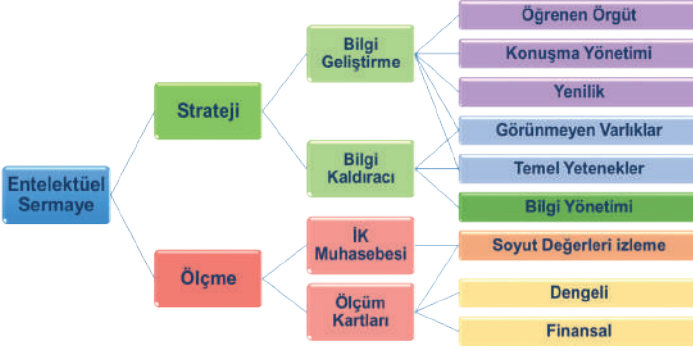 Entelektüel
Sermaye
Strateji
Ölçme
Bilgi
Geliştirme
Bilgi
Kaldıracı
İK
Muhasebesi
Ölçüm
Kartları
Öğrenen Örgüt
Konuşma Yönetimi
Yenilik
Görünmeyen Varlıklar
Temel Yetenekler
Bilgi Yönetimi
Soyut Değerleri izleme
Dengeli
Finansal